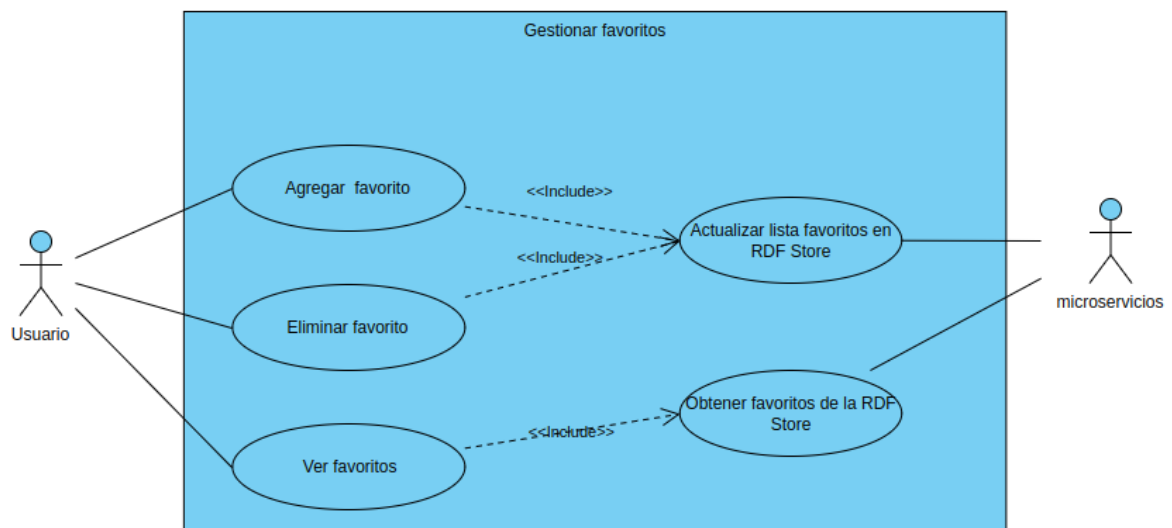 Gestionar favoritos
Agregar favorito
<<Include>>
Actualizar lista favoritos en
RDF Store
<<Include>>
Eliminar favorito
Usuario
microservicios
Obtener favoritos de la RDF
Store
<<Include>>
Ver favoritos